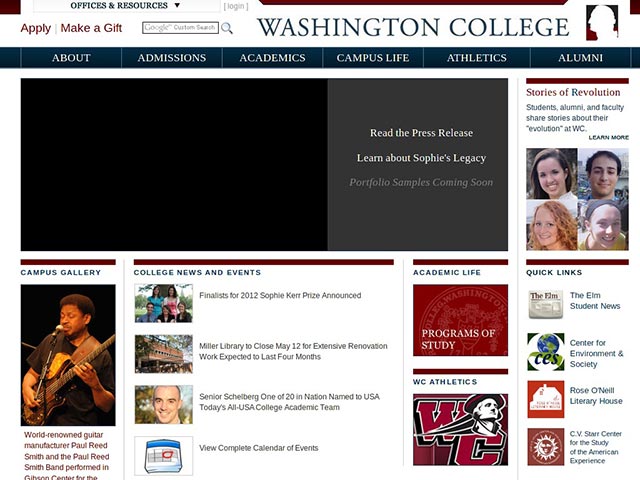 OFFICES & RESOURCES ▼
[ login ]
Apply | Make a Gift
Google™ Custom Search
WASHINGTON COLLEGE
ABOUT
ADMISSIONS
ACADEMICS
CAMPUS LIFE
ATHLETICS
ALUMNI
Read the Press Release
Learn about Sophie's Legacy
Portfolio Samples Coming Soon
Stories of Revolution
Students, alumni, and faculty
share stories about their
"evolution" at WC.
LEARN MORE
CAMPUS GALLERY
World-renowned guitar
manufacturer Paul Reed
Smith and the Paul Reed
Smith Band performed in
Gibson Center for the
COLLEGE NEWS AND EVENTS
Finalists for 2012 Sophie Kerr Prize Announced
Miller Library to Close May 12 for Extensive Renovation
Work Expected to Last Four Months
Senior Schelberg One of 20 in Nation Named to USA
Today's All-USA College Academic Team
View Complete Calendar of Events
ACADEMIC LIFE
PROGRAMS OF
STUDY
WC ATHLETICS
WC
QUICK LINKS
The Elm
The Elm
Student News
ces
Center for
Environment &
Society
Rose O'Neill
Literary House
C.V. Starr Center
for the Study
of the American
Experience